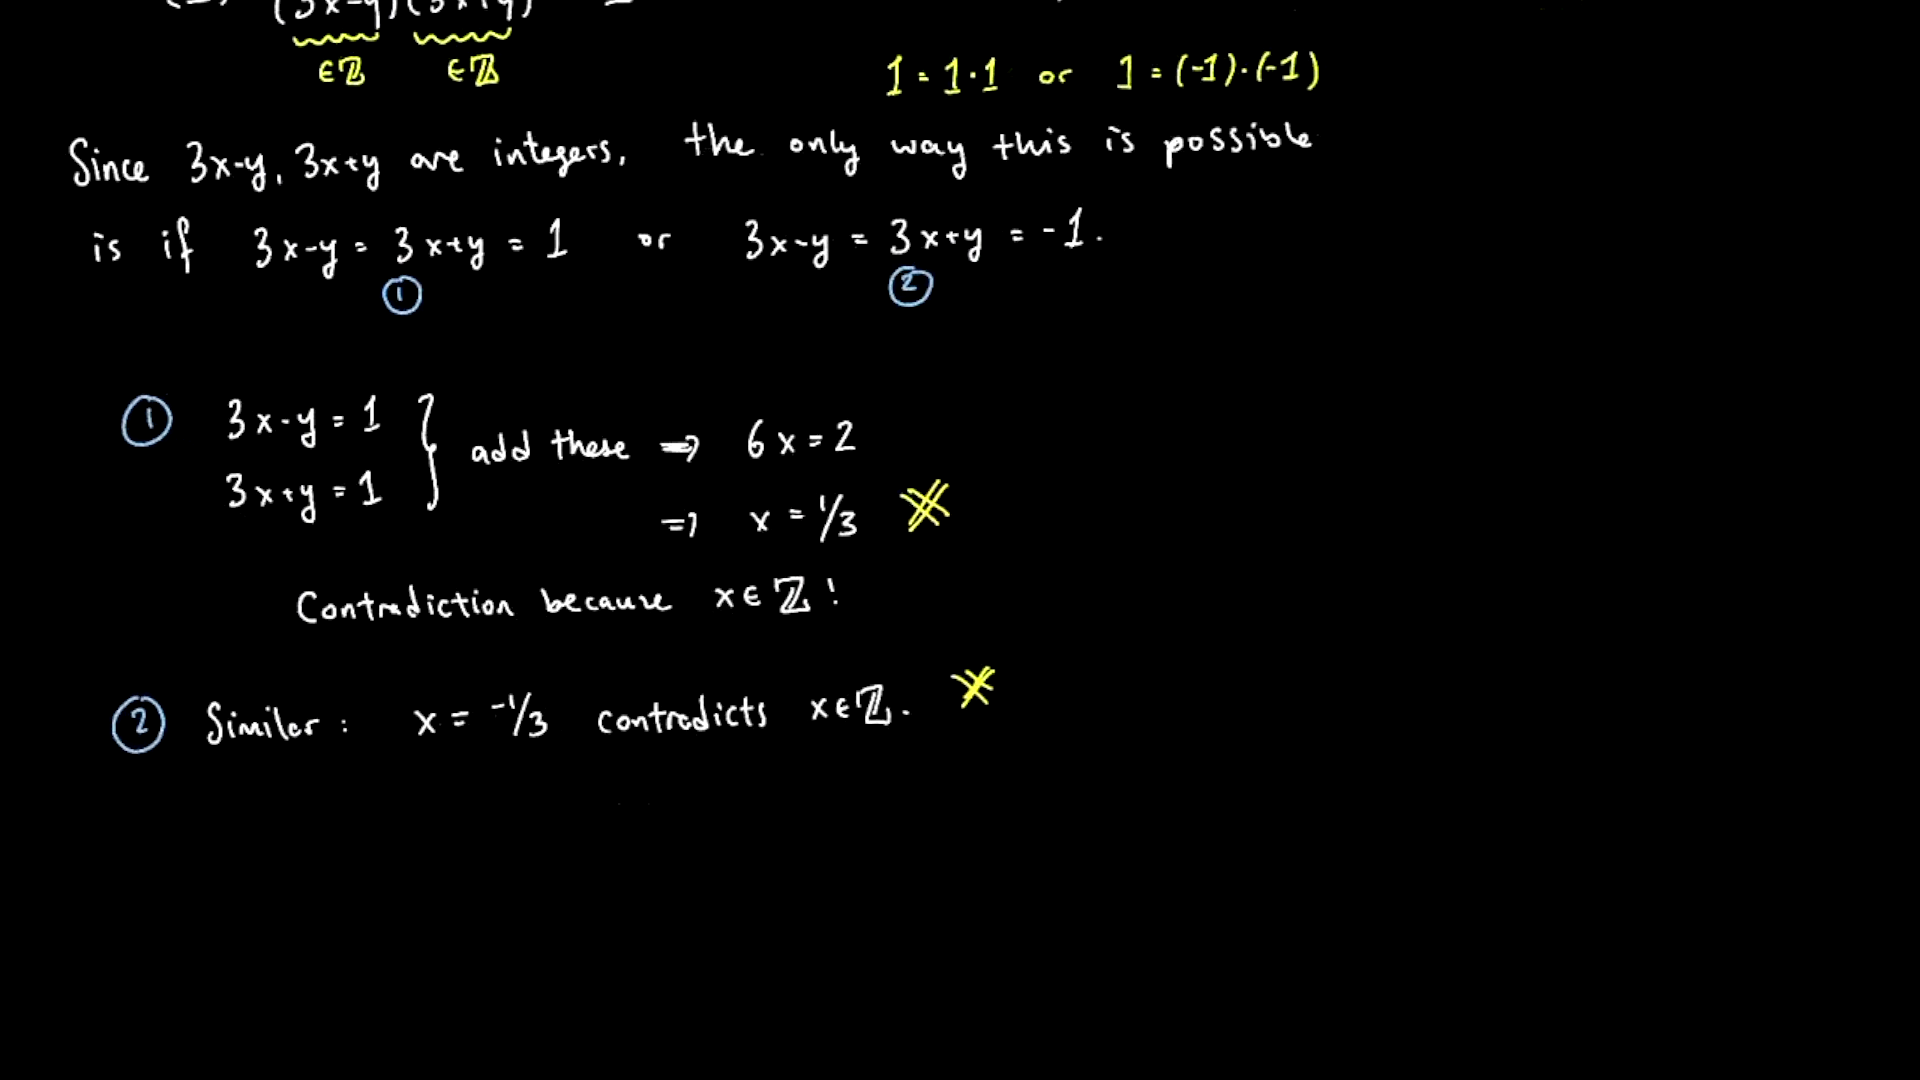 (3x-y)(3x+y)
∈ℤ ∈ℤ
1 = 1·1 or 1 = (-1)·(-1)
Since 3x-y, 3x+y are integers, the only way this is possible
is if 3x-y = 3x+y = 1 or 3x-y = 3x+y = -1.
① ②
① 3x-y = 1 } add these ⇒ 6x = 2
3x+y = 1 ⇒ x = 1/3 ※
Contradiction because x∈ℤ!
② Similar: x = -1/3 contradicts x∈ℤ. ※